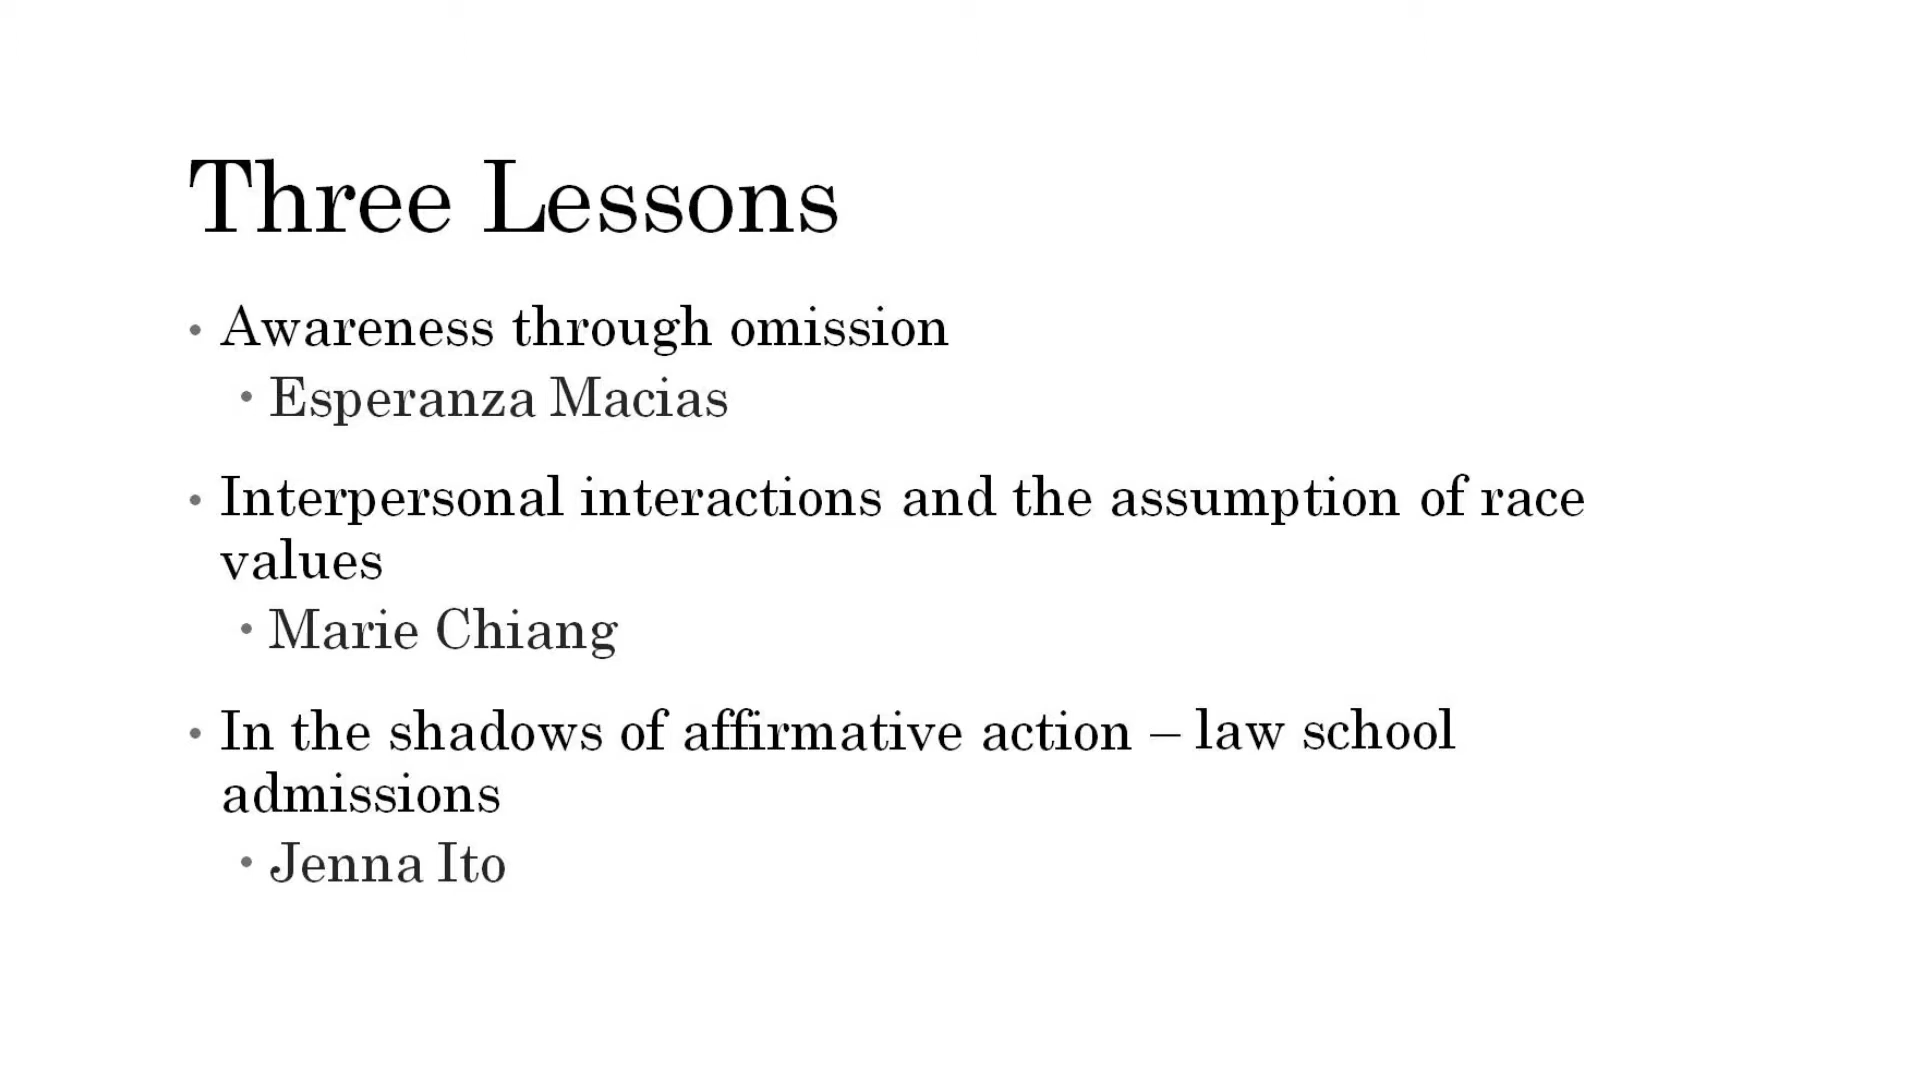 Three Lessons
• Awareness through omission
• Esperanza Macias
• Interpersonal interactions and the assumption of race
values
• Marie Chiang
• In the shadows of affirmative action – law school
admissions
• Jenna Ito